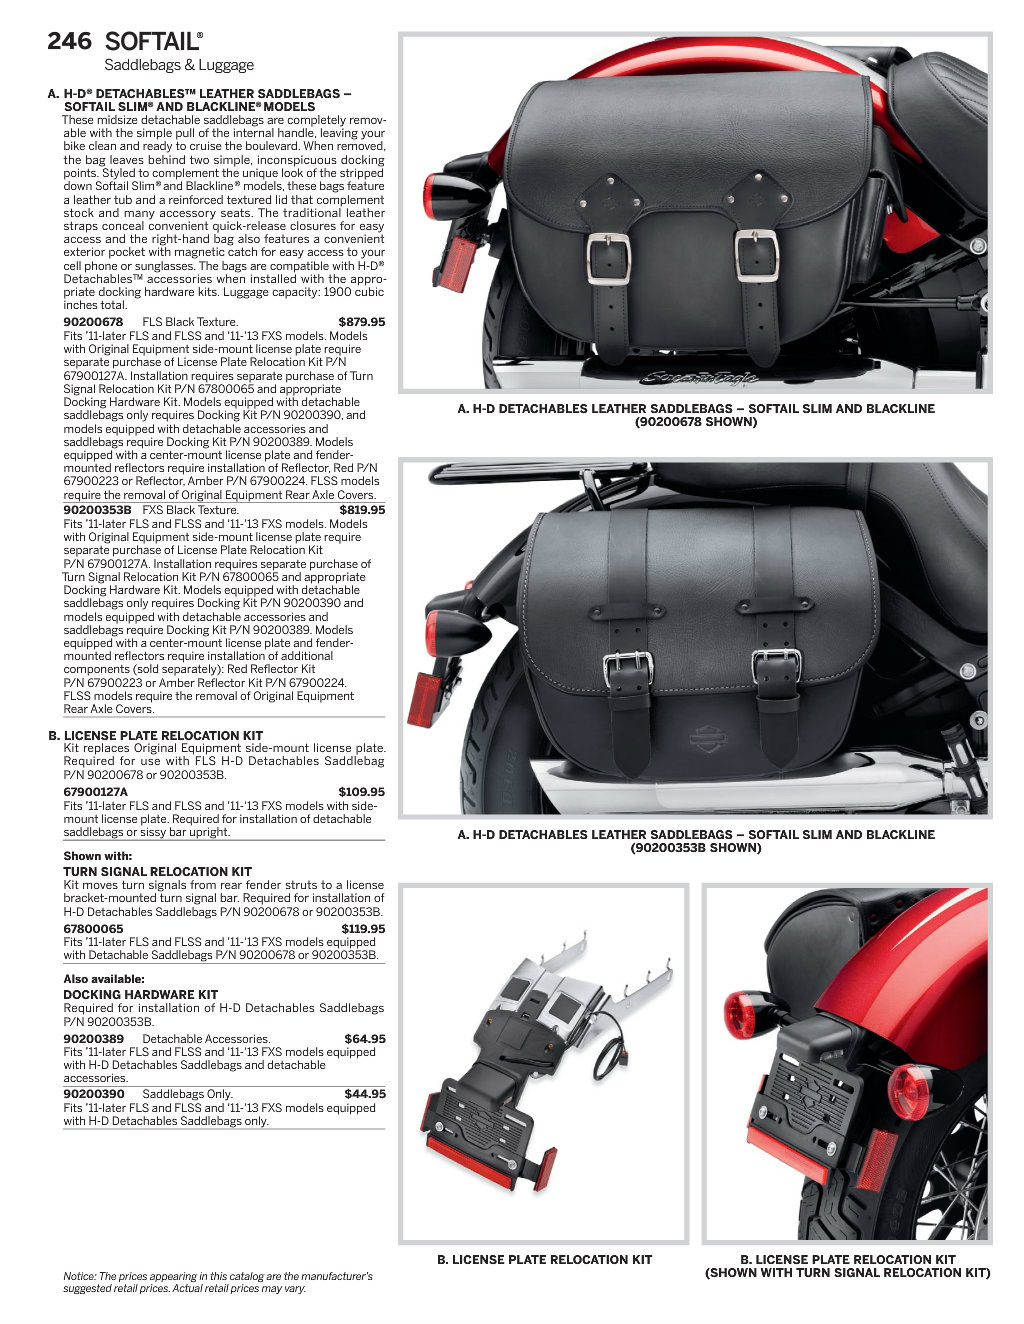 246 SOFTAIL®
Saddlebags & Luggage
A. H-D® DETACHABLES™ LEATHER SADDLEBAGS –
SOFTAIL SLIM® AND BLACKLINE® MODELS
These midsize detachable saddlebags are completely remov-
able with the simple pull of the internal handle, leaving your
bike clean and ready to cruise the boulevard. When removed,
the bag leaves behind two simple, inconspicuous docking
points. Styled to complement the unique look of the stripped
down Softail Slim® and Blackline® models, these bags feature
a leather tub and a reinforced textured lid that complement
stock and many accessory seats. The traditional leather
straps conceal convenient quick-release closures for easy
access and the right-hand bag also features a convenient
exterior pocket with magnetic catch for easy access to your
cell phone or sunglasses. The bags are compatible with H-D®
Detachables™ accessories when installed with the appro-
priate docking hardware kits. Luggage capacity: 1900 cubic
inches total.
90200678 FLS Black Texture. $879.95
Fits '11-later FLS and FLSS and '11-'13 FXS models. Models
with Original Equipment side-mount license plate require
separate purchase of License Plate Relocation Kit P/N
67900127A. Installation requires separate purchase of Turn
Signal Relocation Kit P/N 67800065 and appropriate
Docking Hardware Kit. Models equipped with detachable
saddlebags only requires Docking Kit P/N 90200390, and
models equipped with detachable accessories and
saddlebags require Docking Kit P/N 90200389. Models
equipped with a center-mount license plate and fender-
mounted reflectors require installation of Reflector, Red P/N
67900223 or Reflector, Amber P/N 67900224. FLSS models
require the removal of Original Equipment Rear Axle Covers.
90200353B FXS Black Texture. $819.95
Fits '11-later FLS and FLSS and '11-'13 FXS models. Models
with Original Equipment side-mount license plate require
separate purchase of License Plate Relocation Kit
P/N 67900127A. Installation requires separate purchase of
Turn Signal Relocation Kit P/N 67800065 and appropriate
Docking Hardware Kit. Models equipped with detachable
saddlebags only requires Docking Kit P/N 90200390 and
models equipped with detachable accessories and
saddlebags require Docking Kit P/N 90200389. Models
equipped with a center-mount license plate and fender-
mounted reflectors require installation of additional
components (sold separately): Red Reflector Kit
P/N 67900223 or Amber Reflector Kit P/N 67900224.
FLSS models require the removal of Original Equipment
Rear Axle Covers.
B. LICENSE PLATE RELOCATION KIT
Kit replaces Original Equipment side-mount license plate.
Required for use with FLS H-D Detachables Saddlebag
P/N 90200678 or 90200353B.
67900127A $109.95
Fits '11-later FLS and FLSS and '11-'13 FXS models with side-
mount license plate. Required for installation of detachable
saddlebags or sissy bar upright.
Shown with:
TURN SIGNAL RELOCATION KIT
Kit moves turn signals from rear fender struts to a license
bracket-mounted turn signal bar. Required for installation of
H-D Detachables Saddlebags P/N 90200678 or 90200353B.
67800065 $119.95
Fits '11-later FLS and FLSS and '11-'13 FXS models equipped
with Detachable Saddlebags P/N 90200678 or 90200353B.
Also available:
DOCKING HARDWARE KIT
Required for installation of H-D Detachables Saddlebags
P/N 90200353B.
90200389 Detachable Accessories. $64.95
Fits '11-later FLS and FLSS and '11-'13 FXS models equipped
with H-D Detachables Saddlebags and detachable
accessories.
90200390 Saddlebags Only. $44.95
Fits '11-later FLS and FLSS and '11-'13 FXS models equipped
with H-D Detachables Saddlebags only.
Notice: The prices appearing in this catalog are the manufacturer's
suggested retail prices. Actual retail prices may vary.
Screamin' Eagle
A. H-D DETACHABLES LEATHER SADDLEBAGS – SOFTAIL SLIM AND BLACKLINE
(90200678 SHOWN)
A. H-D DETACHABLES LEATHER SADDLEBAGS – SOFTAIL SLIM AND BLACKLINE
(90200353B SHOWN)
B. LICENSE PLATE RELOCATION KIT
B. LICENSE PLATE RELOCATION KIT
(SHOWN WITH TURN SIGNAL RELOCATION KIT)